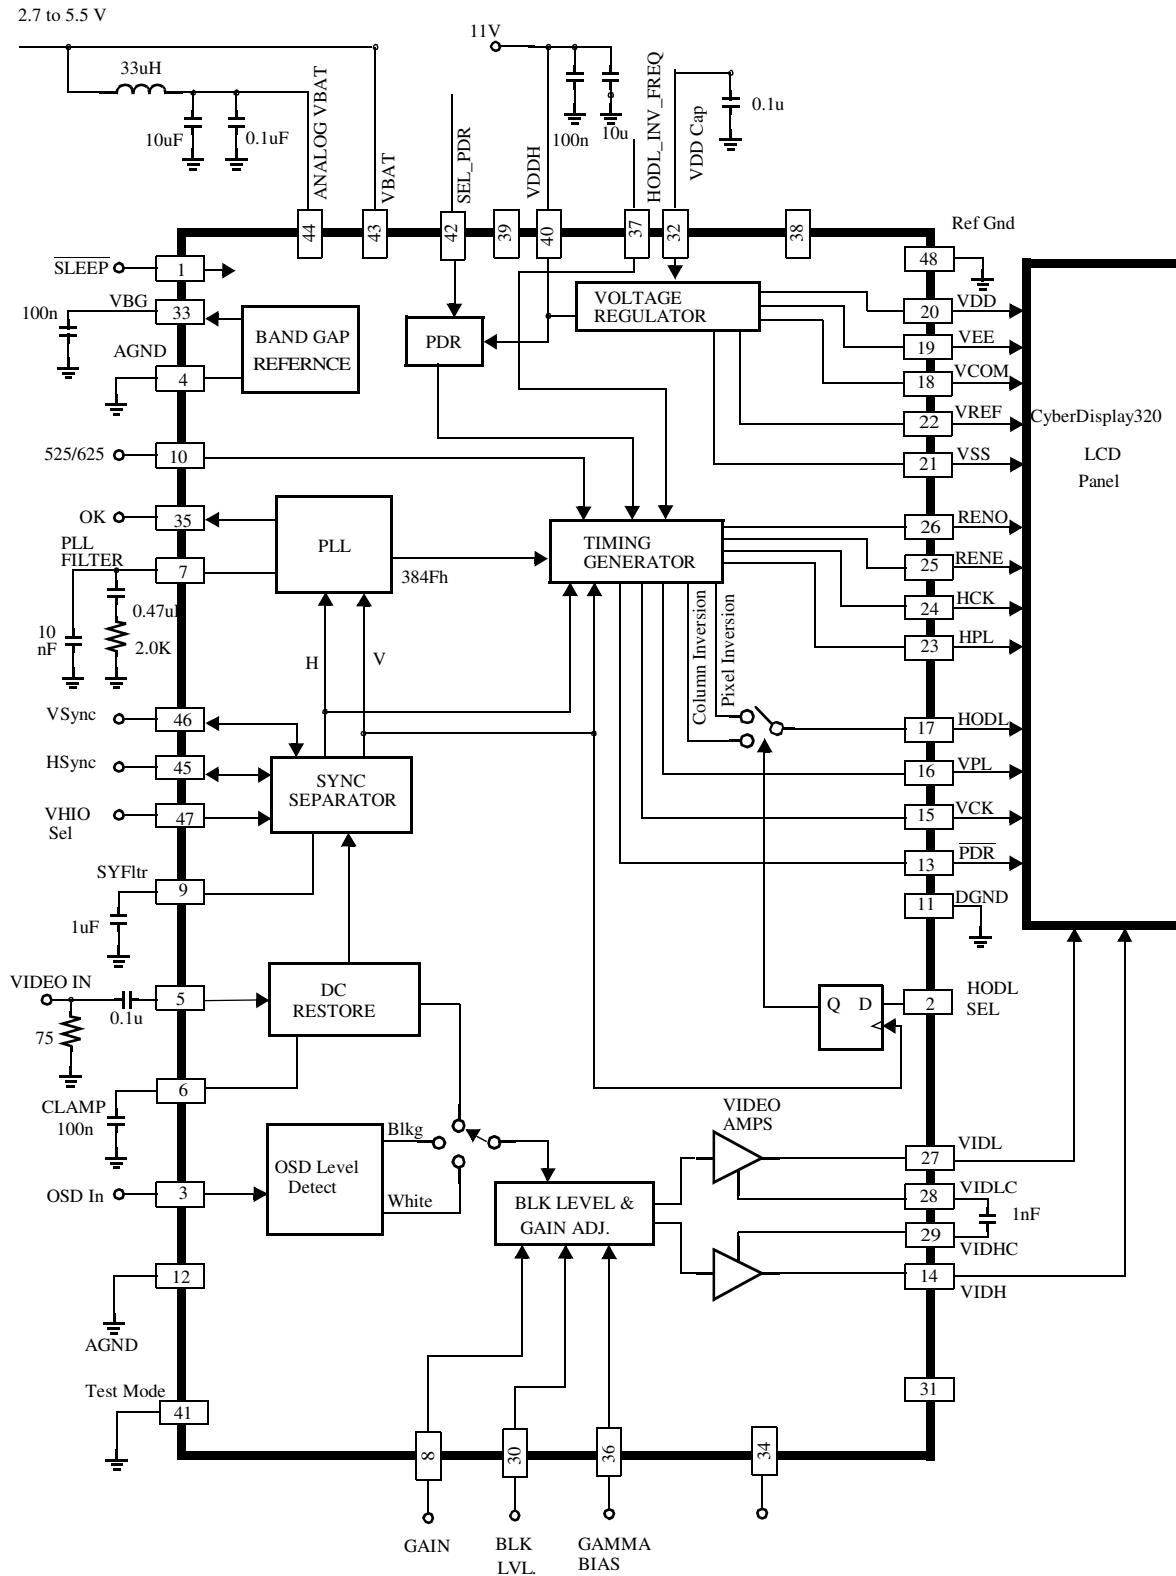 2.7 to 5.5 V
33uH
10uF
0.1uF
ANALOG VBAT
VBAT
SEL_PDR
11V
VDDH
100n
10u
HODL_INV_FREQ
VDD Cap
0.1u
44
43
42
39
40
37
32
38
Ref Gnd
48
SLEEP
1
VBG
33
100n
AGND
4
BAND GAP
REFERNCE
PDR
VOLTAGE
REGULATOR
20
VDD
19
VEE
18
VCOM
22
VREF
21
VSS
CyberDisplay320
LCD
Panel
525/625
10
OK
35
PLL
FILTER
7
0.47u
10
nF
2.0K
PLL
384Fh
TIMING
GENERATOR
26
RENO
25
RENE
24
HCK
23
HPL
H
V
Column Inversion
Pixel Inversion
VSync
46
HSync
45
VHIO
Sel
47
SYNC
SEPARATOR
17
HODL
16
VPL
15
VCK
13
PDR
11
DGND
SYFltr
9
1uF
VIDEO IN
5
0.1u
75
DC
RESTORE
Q D
2
HODL
SEL
6
CLAMP
100n
OSD In
3
OSD Level
Detect
Blkg
White
BLK LEVEL &
GAIN ADJ.
VIDEO
AMPS
27
VIDL
28
VIDLC
1nF
29
VIDHC
14
VIDH
12
AGND
Test Mode
41
31
8
30
36
34
GAIN
BLK
LVL.
GAMMA
BIAS